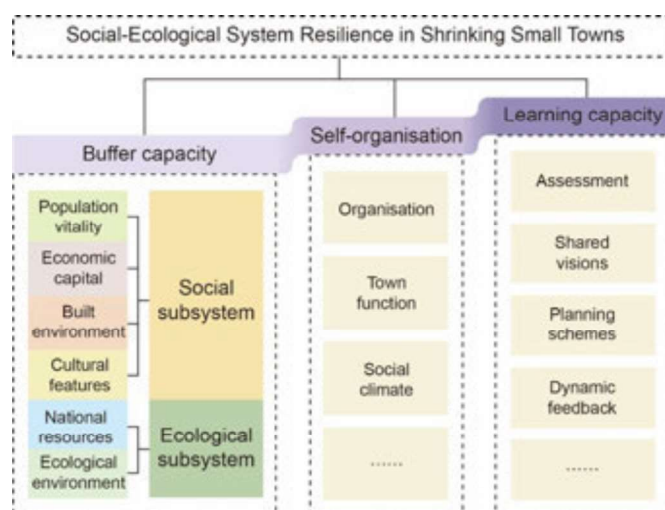 Social-Ecological System Resilience in Shrinking Small Towns
Buffer capacity
Self-organisation
Learning capacity
Population
vitality
Economic
capital
Built
environment
Cultural
features
National
resources
Ecological
environment
Social
subsystem
Ecological
subsystem
Organisation
Town
function
Social
climate
......
Assessment
Shared
visions
Planning
schemes
Dynamic
feedback
......